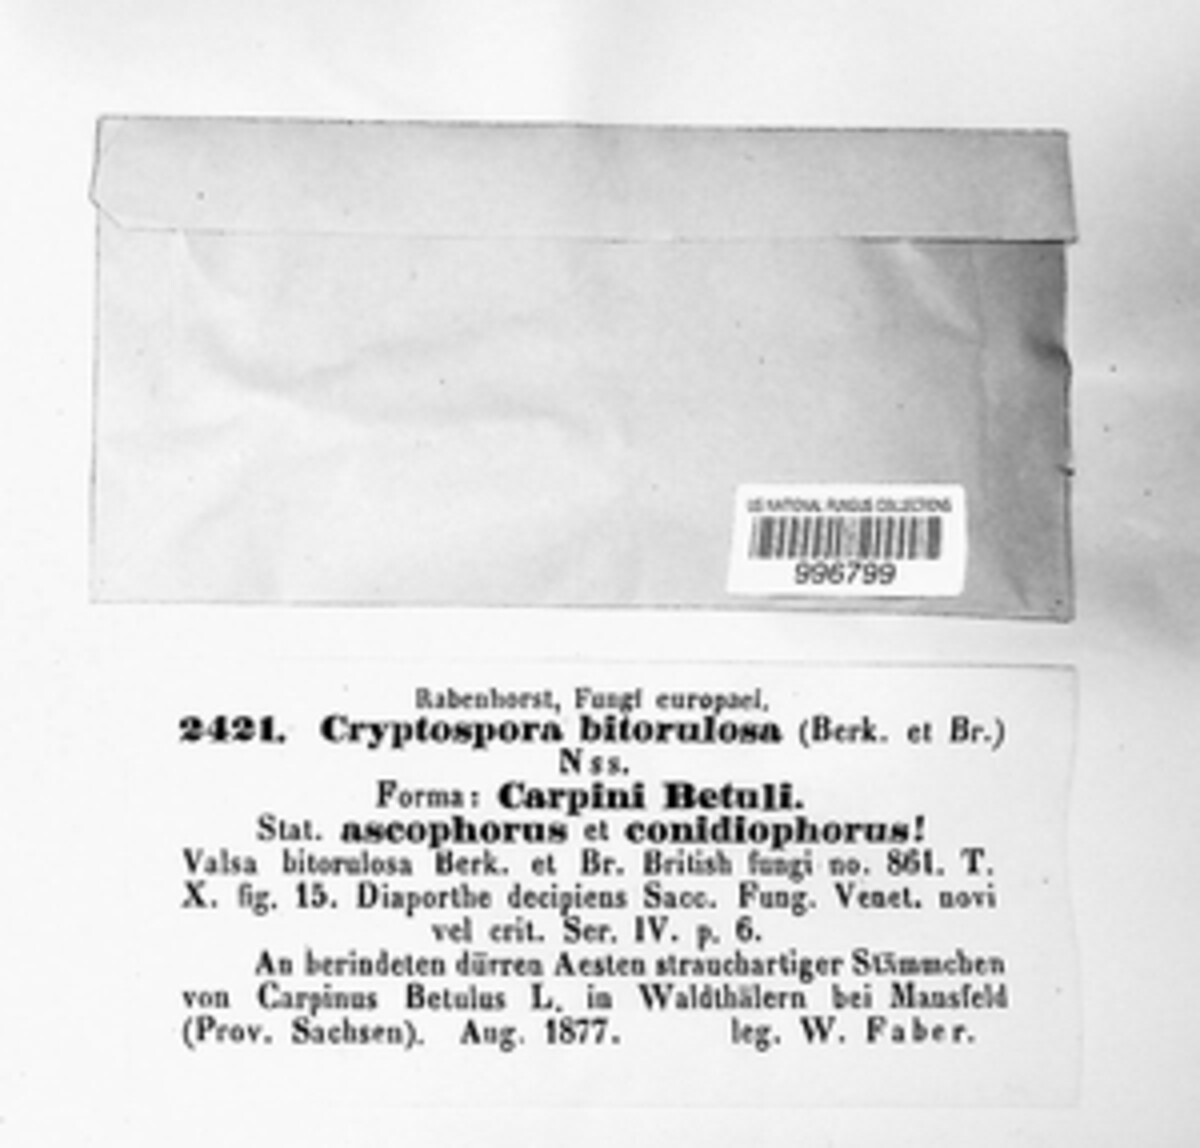 US NATIONAL FUNGUS COLLECTIONS
996799
Rabenhorst, Fungi europaei.
2421. Cryptospora bitorulosa (Berk. et Br.)
Nss.
Forma: Carpini Betuli.
Stat. ascophorus et conidiophorus!
Valsa bitorulosa Berk. et Br. British fungi no. 861. T.
X. fig. 15. Diaporthe decipiens Sacc. Fung. Venet. novi
vel crit. Ser. IV. p. 6.
An berindeten dürren Aesten strauchartiger Stämmchen
von Carpinus Betulus L. in Waldthälern bei Mansfeld
(Prov. Sachsen). Aug. 1877. leg. W. Faber.